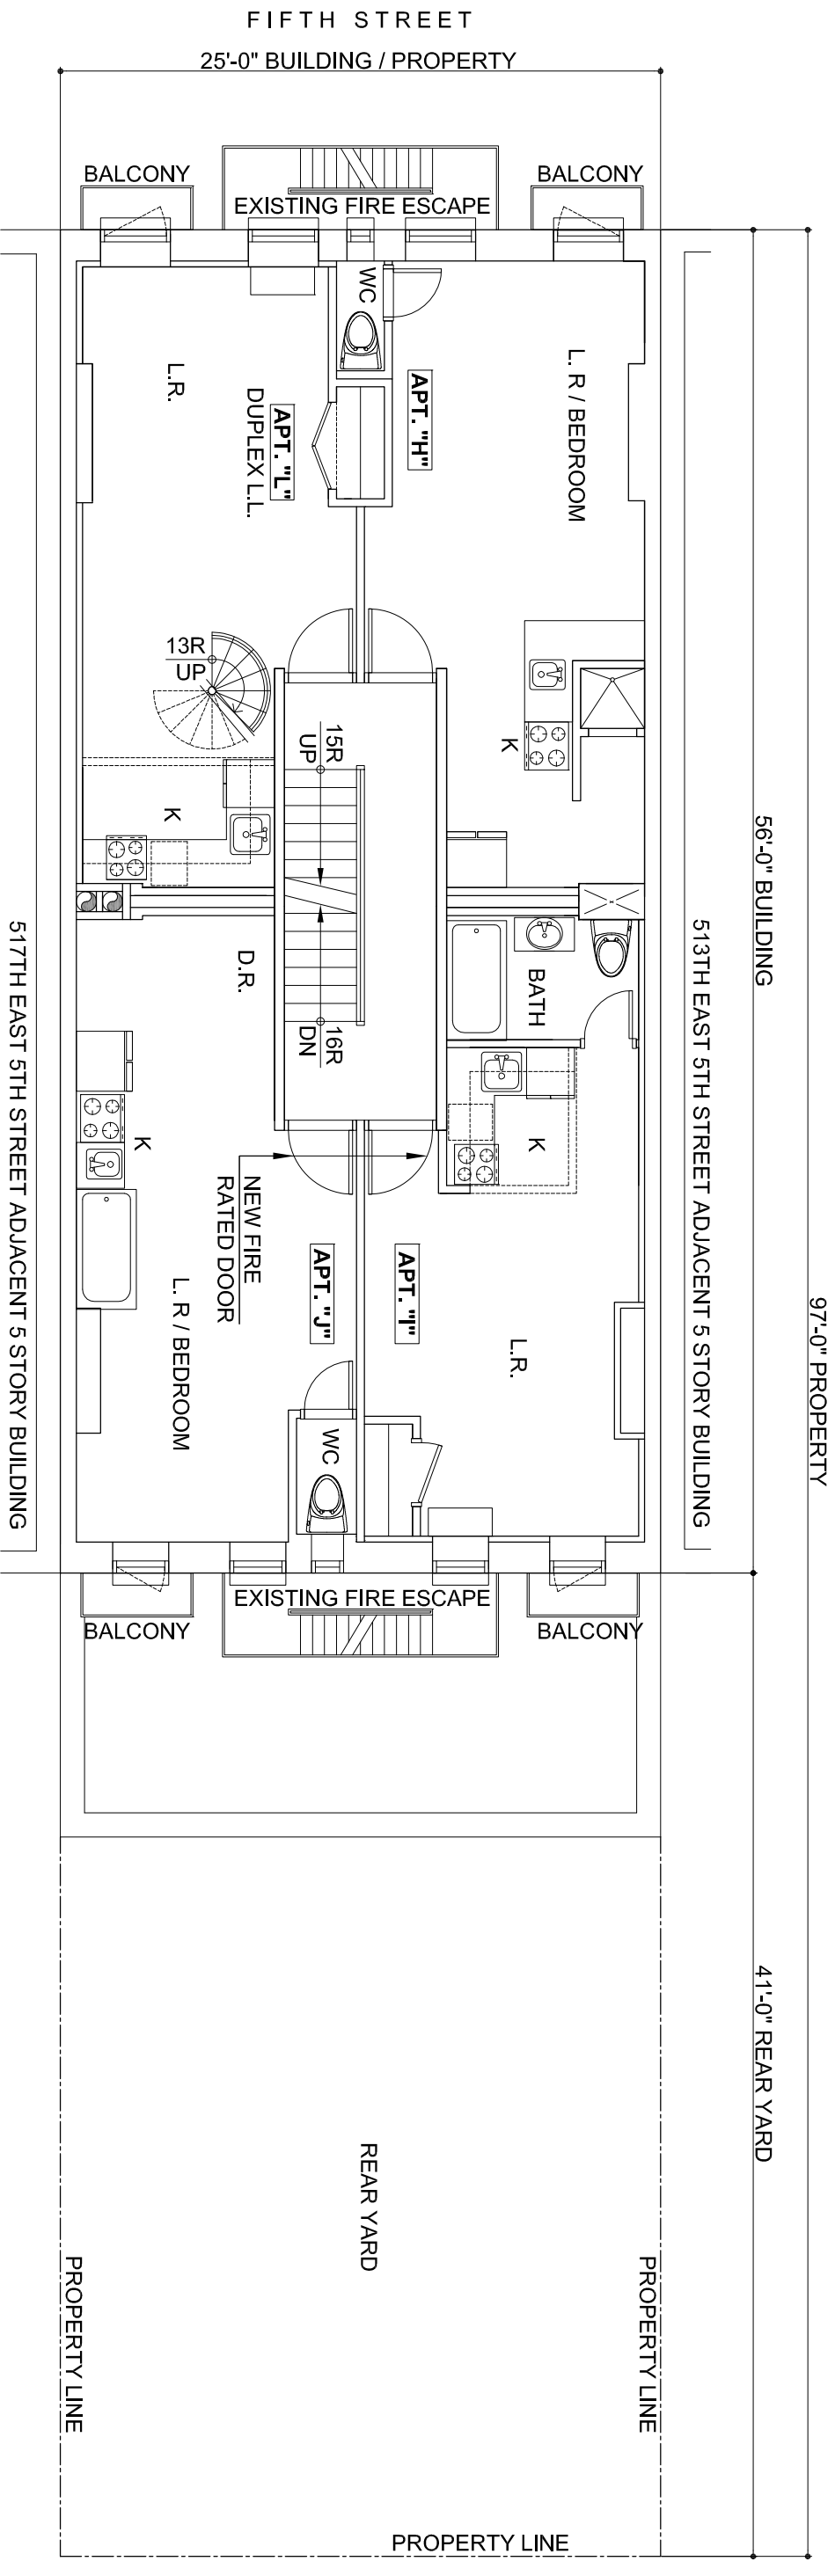 FIFTH STREET
25'-0" BUILDING / PROPERTY
BALCONY
BALCONY
EXISTING FIRE ESCAPE
WC
L.R.
APT. "L"
DUPLEX L.L.
APT. "H"
L. R / BEDROOM
13R
UP
15R
UP
K
K
56'-0" BUILDING
517TH EAST 5TH STREET ADJACENT 5 STORY BUILDING
513TH EAST 5TH STREET ADJACENT 5 STORY BUILDING
D.R.
BATH
16R
DN
K
K
NEW FIRE
RATED DOOR
APT. "J"
APT. "I"
L. R / BEDROOM
L.R.
97'-0" PROPERTY
WC
EXISTING FIRE ESCAPE
BALCONY
BALCONY
41'-0" REAR YARD
REAR YARD
PROPERTY LINE
PROPERTY LINE
PROPERTY LINE